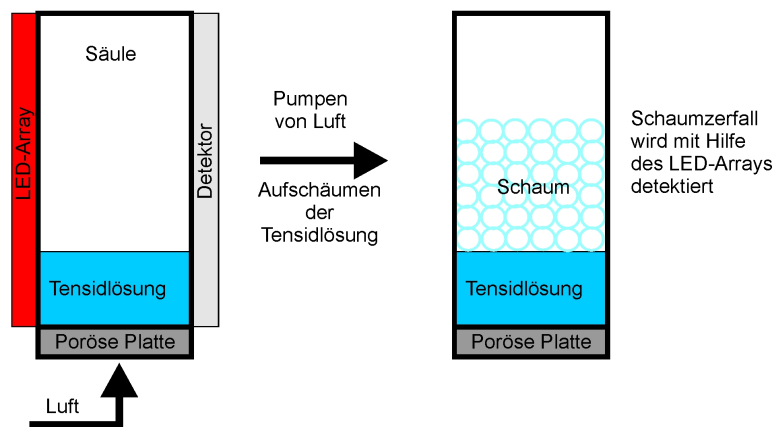 Säule
LED-Array
Detektor
Tensidlösung
Poröse Platte
Luft
Pumpen
von Luft
Aufschäumen
der
Tensidlösung
Schaum
Tensidlösung
Poröse Platte
Schaumzerfall
wird mit Hilfe
des LED-Arrays
detektiert